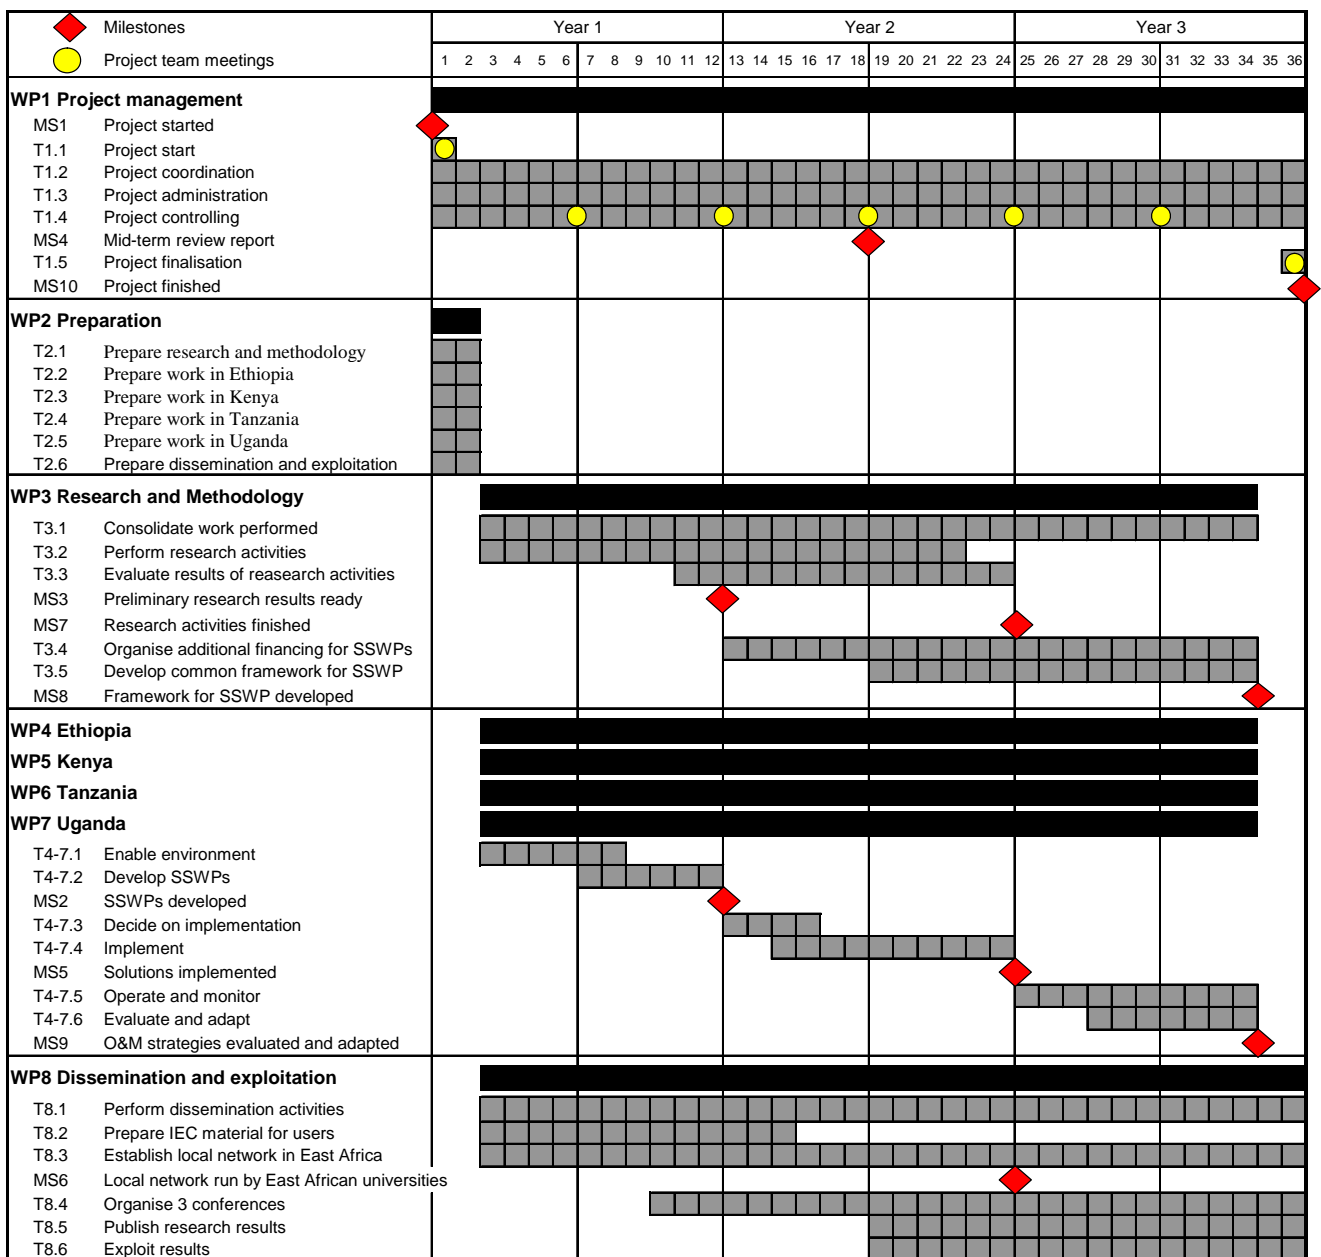 Milestones Year 1 Year 2 Year 3
Project team meetings 1 2 3 4 5 6 7 8 9 10 11 12 13 14 15 16 17 18 19 20 21 22 23 24 25 26 27 28 29 30 31 32 33 34 35 36
WP1 Project management
MS1 Project started
T1.1 Project start
T1.2 Project coordination
T1.3 Project administration
T1.4 Project controlling
MS4 Mid-term review report
T1.5 Project finalisation
MS10 Project finished
WP2 Preparation
T2.1 Prepare research and methodology
T2.2 Prepare work in Ethiopia
T2.3 Prepare work in Kenya
T2.4 Prepare work in Tanzania
T2.5 Prepare work in Uganda
T2.6 Prepare dissemination and exploitation
WP3 Research and Methodology
T3.1 Consolidate work performed
T3.2 Perform research activities
T3.3 Evaluate results of reasearch activities
MS3 Preliminary research results ready
MS7 Research activities finished
T3.4 Organise additional financing for SSWPs
T3.5 Develop common framework for SSWP
MS8 Framework for SSWP developed
WP4 Ethiopia
WP5 Kenya
WP6 Tanzania
WP7 Uganda
T4-7.1 Enable environment
T4-7.2 Develop SSWPs
MS2 SSWPs developed
T4-7.3 Decide on implementation
T4-7.4 Implement
MS5 Solutions implemented
T4-7.5 Operate and monitor
T4-7.6 Evaluate and adapt
MS9 O&M strategies evaluated and adapted
WP8 Dissemination and exploitation
T8.1 Perform dissemination activities
T8.2 Prepare IEC material for users
T8.3 Establish local network in East Africa
MS6 Local network run by East African universities
T8.4 Organise 3 conferences
T8.5 Publish research results
T8.6 Exploit results